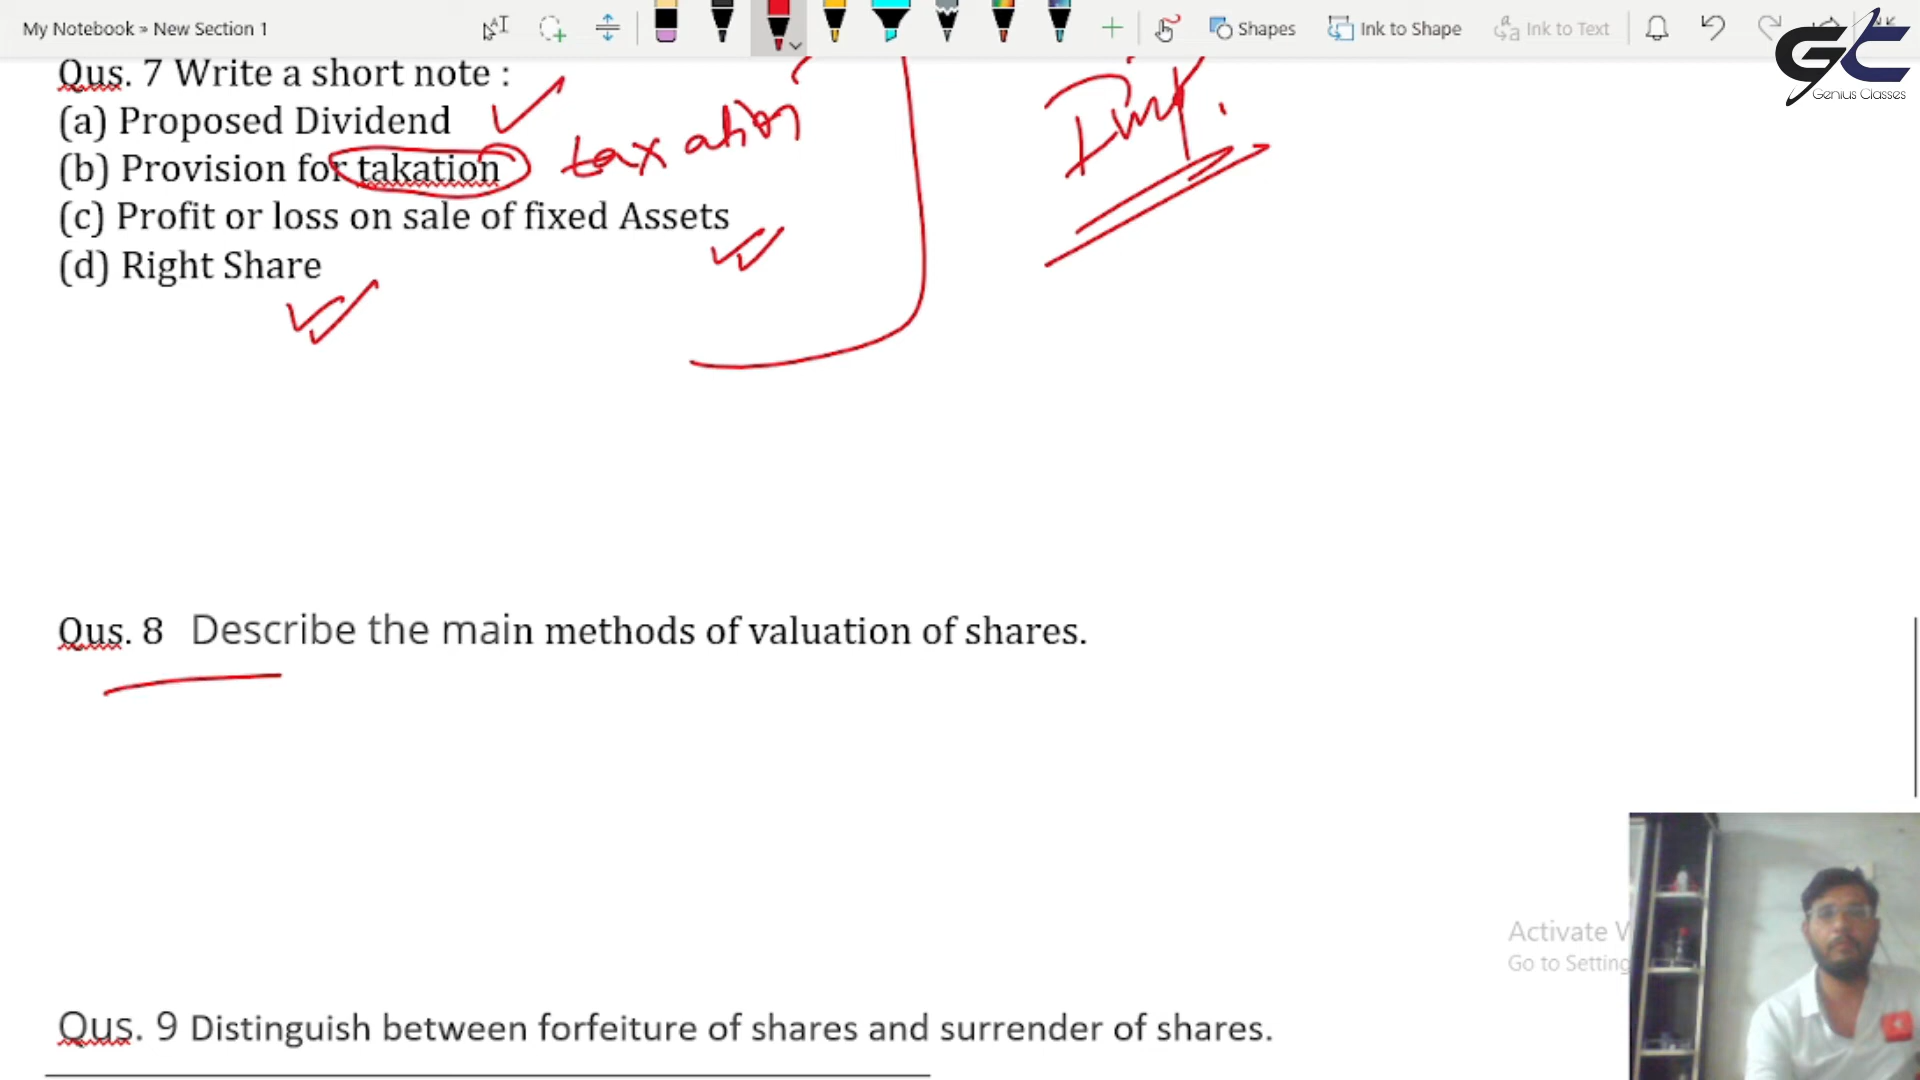 My Notebook » New Section 1
Shapes
Ink to Shape
Ink to Text
GC
Genius Classes
Qus. 7 Write a short note :
(a) Proposed Dividend
(b) Provision for takation
taxation
Imp.
(c) Profit or loss on sale of fixed Assets
(d) Right Share
Qus. 8 Describe the main methods of valuation of shares.
Activate
Go to Setting
Qus. 9 Distinguish between forfeiture of shares and surrender of shares.